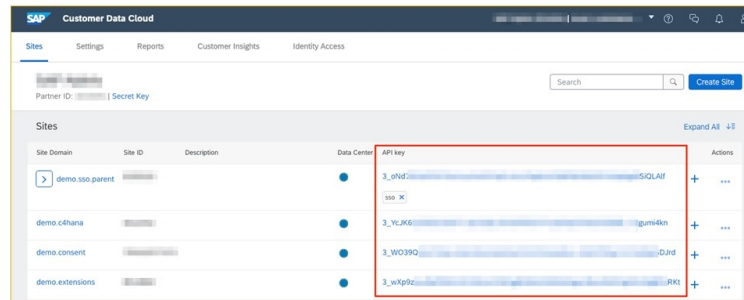 SAP Customer Data Cloud
Sites Settings Reports Customer Insights Identity Access
Search Create Site
Partner ID: | Secret Key
Sites Expand All
Site Domain Site ID Description Data Center API key Actions
demo.sso.parent 3_oNd SiQLAlf
sso
demo.c4hana 3_YcJK6 gumi4kn
demo.consent 3_WO39Q DJrd
demo.extensions 3_wXp9z RKt